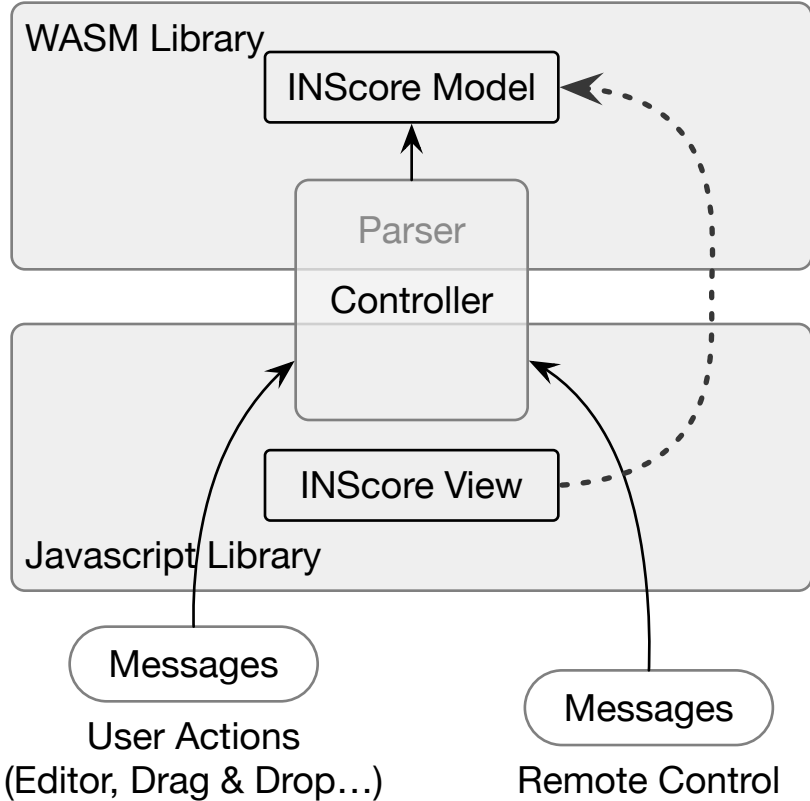 WASM Library
INScore Model
Parser
Controller
INScore View
Javascript Library
Messages
User Actions
(Editor, Drag & Drop…)
Messages
Remote Control